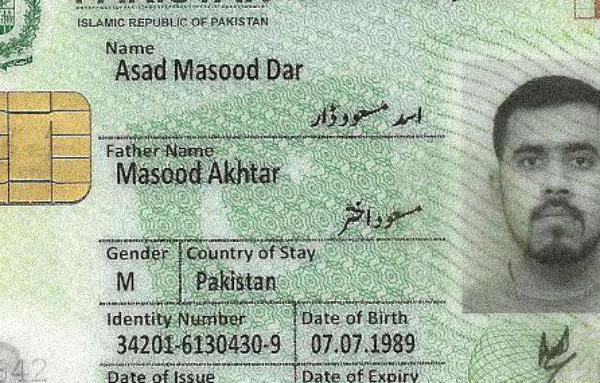 ISLAMIC REPUBLIC OF PAKISTAN
Name
Asad Masood Dar
اسد مسعود ڈار
Father Name
Masood Akhtar
مسعود اختر
Gender Country of Stay
M Pakistan
Identity Number Date of Birth
34201-6130430-9 07.07.1989
Date of Issue Date of Expiry